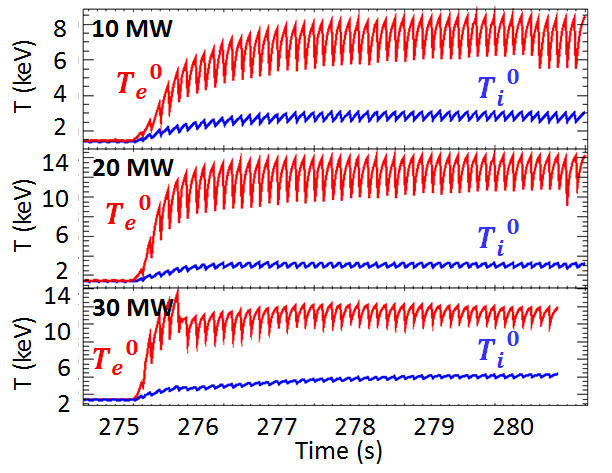 8
10 MW
T (keV)
6
4
2
Tₑ⁰
Tᵢ⁰
14
20 MW
T (keV)
10
6
2
Tₑ⁰
Tᵢ⁰
14
30 MW
T (keV)
10
6
2
Tₑ⁰
Tᵢ⁰
275 276 277 278 279 280
Time (s)